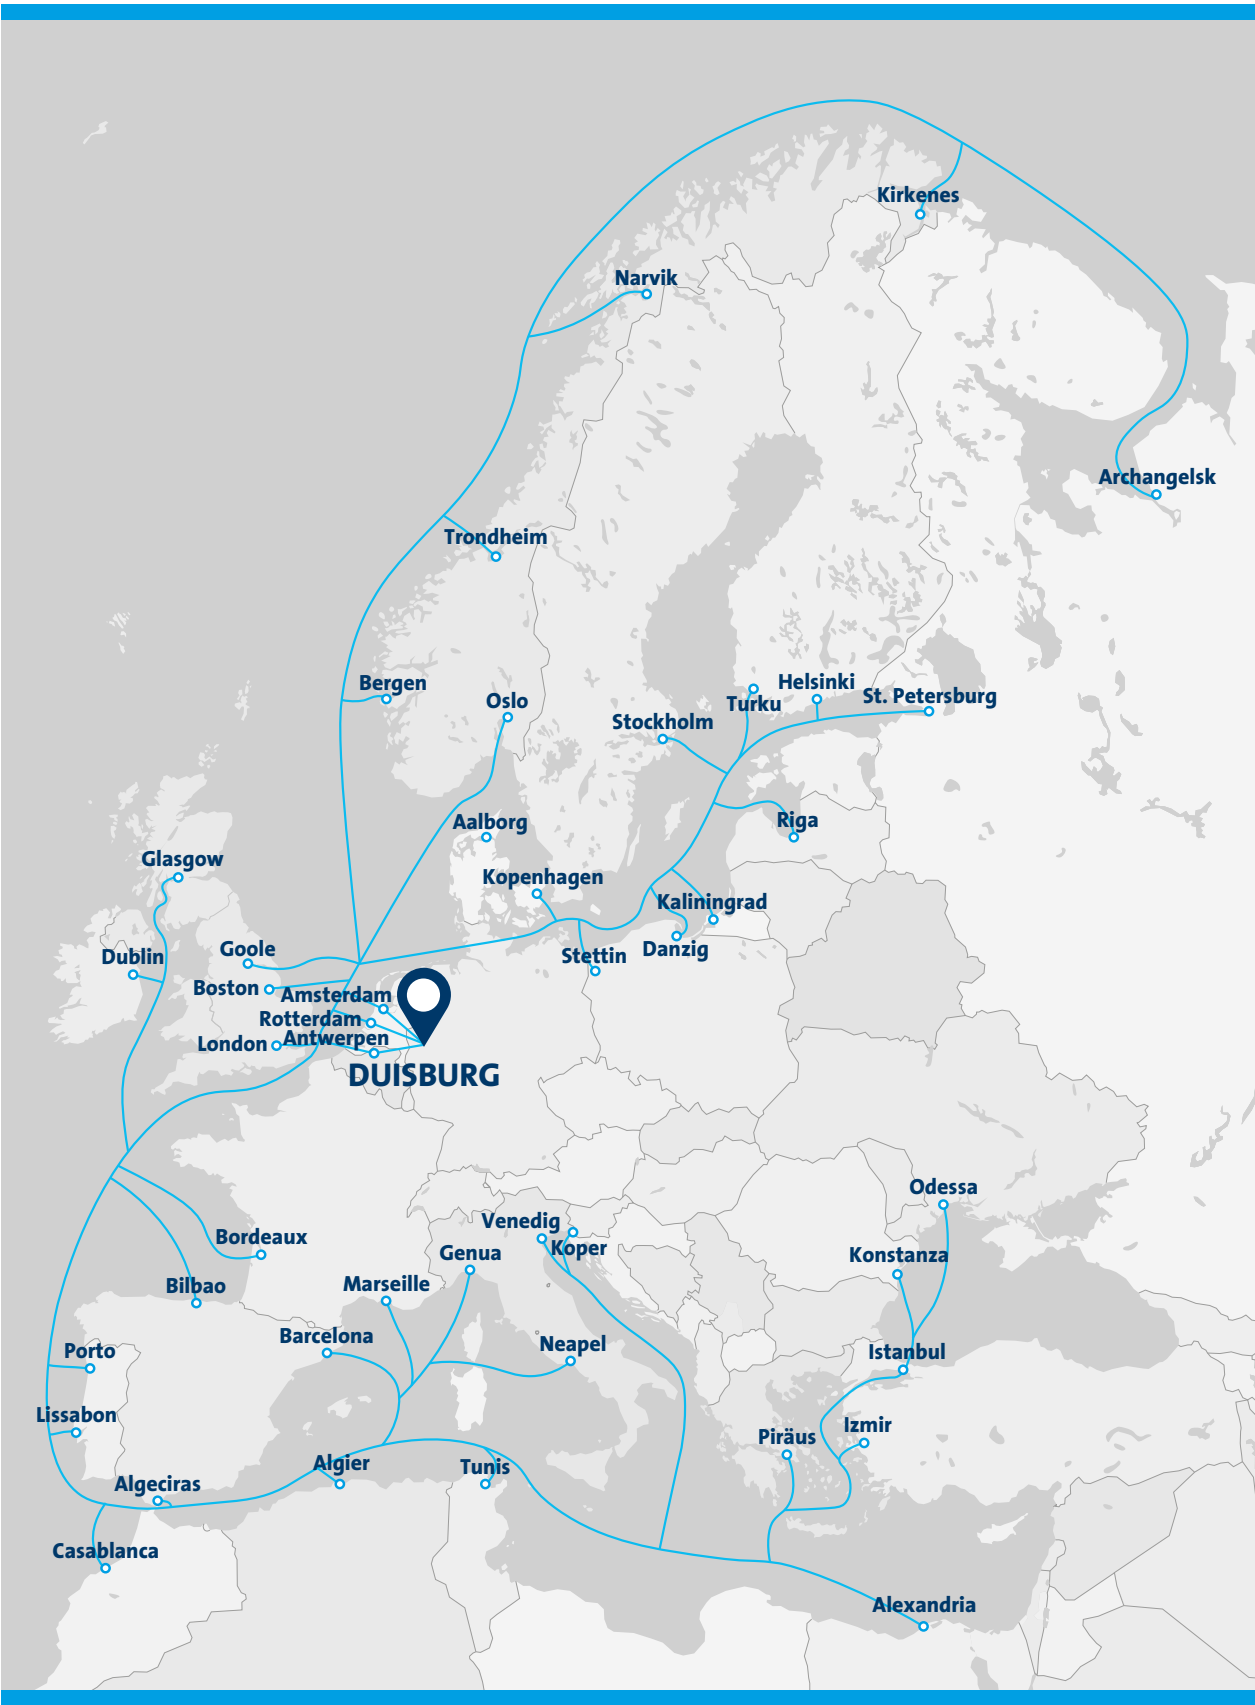 Kirkenes
Narvik
Archangelsk
Trondheim
Bergen
Oslo
Helsinki
Turku
St. Petersburg
Stockholm
Aalborg
Riga
Glasgow
Kopenhagen
Kaliningrad
Goole
Dublin
Stettin
Danzig
Boston
Amsterdam
Rotterdam
London
Antwerpen
DUISBURG
Odessa
Venedig
Bordeaux
Genua
Koper
Konstanza
Bilbao
Marseille
Barcelona
Neapel
Porto
Istanbul
Lissabon
Izmir
Piräus
Algier
Tunis
Algeciras
Casablanca
Alexandria